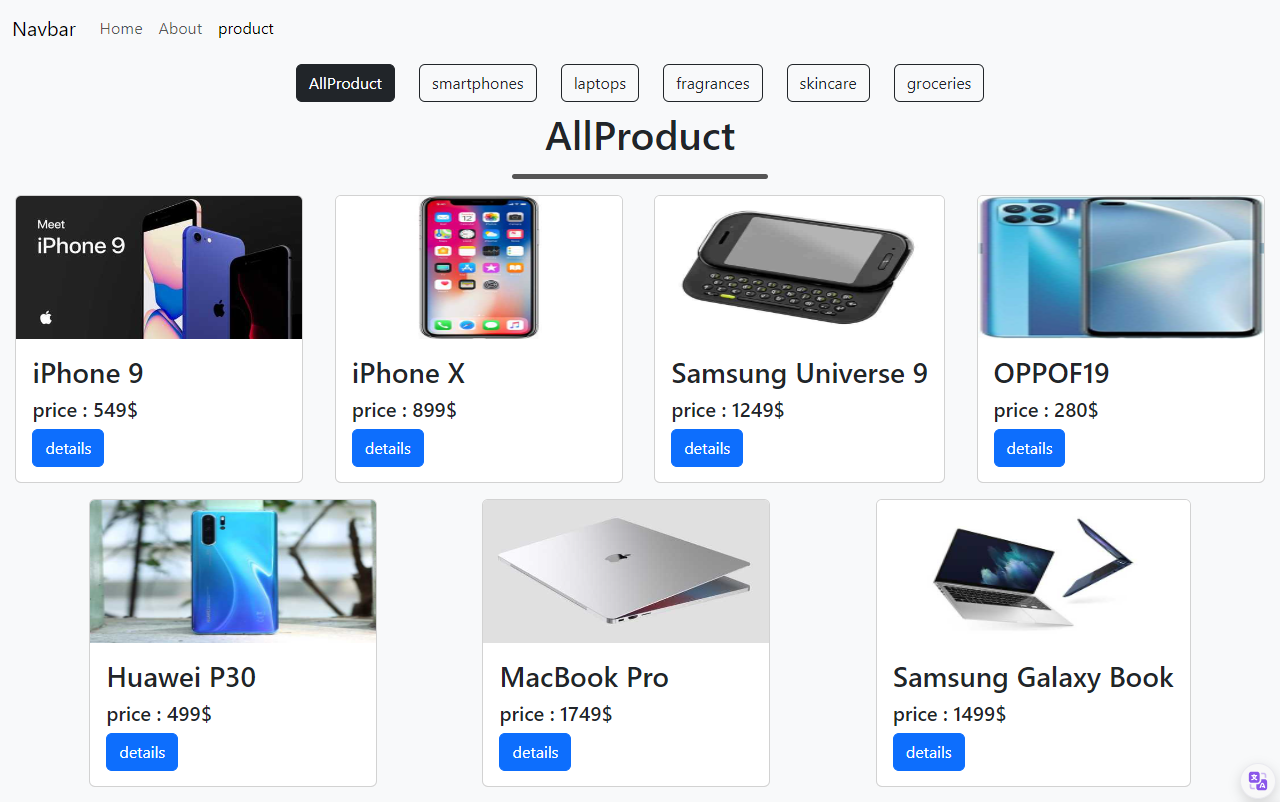 Navbar Home About product
AllProduct smartphones laptops fragrances skincare groceries
AllProduct
Meet
iPhone 9
iPhone 9
price : 549$
details
iPhone X
price : 899$
details
Samsung Universe 9
price : 1249$
details
OPPOF19
price : 280$
details
Huawei P30
price : 499$
details
MacBook Pro
price : 1749$
details
Samsung Galaxy Book
price : 1499$
details